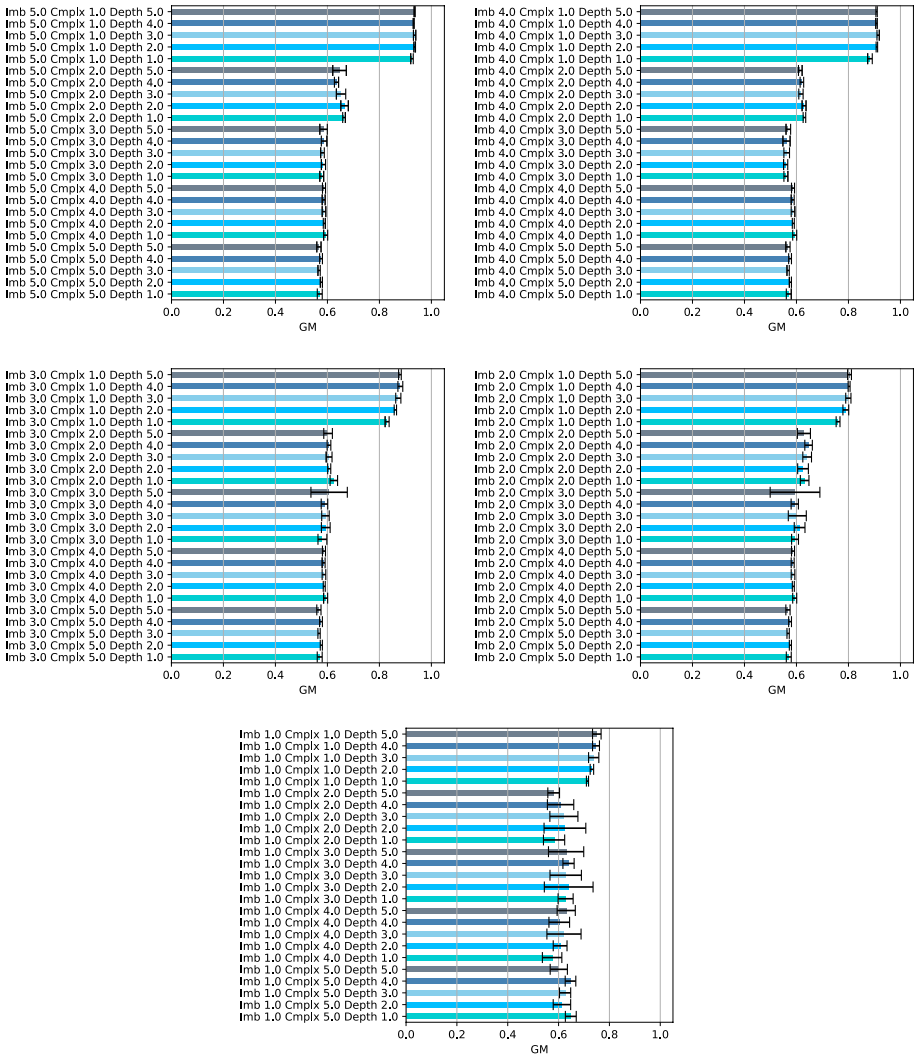 Imb 5.0 Cmplx 1.0 Depth 5.0
Imb 5.0 Cmplx 1.0 Depth 4.0
Imb 5.0 Cmplx 1.0 Depth 3.0
Imb 5.0 Cmplx 1.0 Depth 2.0
Imb 5.0 Cmplx 1.0 Depth 1.0
Imb 5.0 Cmplx 2.0 Depth 5.0
Imb 5.0 Cmplx 2.0 Depth 4.0
Imb 5.0 Cmplx 2.0 Depth 3.0
Imb 5.0 Cmplx 2.0 Depth 2.0
Imb 5.0 Cmplx 2.0 Depth 1.0
Imb 5.0 Cmplx 3.0 Depth 5.0
Imb 5.0 Cmplx 3.0 Depth 4.0
Imb 5.0 Cmplx 3.0 Depth 3.0
Imb 5.0 Cmplx 3.0 Depth 2.0
Imb 5.0 Cmplx 3.0 Depth 1.0
Imb 5.0 Cmplx 4.0 Depth 5.0
Imb 5.0 Cmplx 4.0 Depth 4.0
Imb 5.0 Cmplx 4.0 Depth 3.0
Imb 5.0 Cmplx 4.0 Depth 2.0
Imb 5.0 Cmplx 4.0 Depth 1.0
Imb 5.0 Cmplx 5.0 Depth 5.0
Imb 5.0 Cmplx 5.0 Depth 4.0
Imb 5.0 Cmplx 5.0 Depth 3.0
Imb 5.0 Cmplx 5.0 Depth 2.0
Imb 5.0 Cmplx 5.0 Depth 1.0
0.0 0.2 0.4 0.6 0.8 1.0
GM
Imb 4.0 Cmplx 1.0 Depth 5.0
Imb 4.0 Cmplx 1.0 Depth 4.0
Imb 4.0 Cmplx 1.0 Depth 3.0
Imb 4.0 Cmplx 1.0 Depth 2.0
Imb 4.0 Cmplx 1.0 Depth 1.0
Imb 4.0 Cmplx 2.0 Depth 5.0
Imb 4.0 Cmplx 2.0 Depth 4.0
Imb 4.0 Cmplx 2.0 Depth 3.0
Imb 4.0 Cmplx 2.0 Depth 2.0
Imb 4.0 Cmplx 2.0 Depth 1.0
Imb 4.0 Cmplx 3.0 Depth 5.0
Imb 4.0 Cmplx 3.0 Depth 4.0
Imb 4.0 Cmplx 3.0 Depth 3.0
Imb 4.0 Cmplx 3.0 Depth 2.0
Imb 4.0 Cmplx 3.0 Depth 1.0
Imb 4.0 Cmplx 4.0 Depth 5.0
Imb 4.0 Cmplx 4.0 Depth 4.0
Imb 4.0 Cmplx 4.0 Depth 3.0
Imb 4.0 Cmplx 4.0 Depth 2.0
Imb 4.0 Cmplx 4.0 Depth 1.0
Imb 4.0 Cmplx 5.0 Depth 5.0
Imb 4.0 Cmplx 5.0 Depth 4.0
Imb 4.0 Cmplx 5.0 Depth 3.0
Imb 4.0 Cmplx 5.0 Depth 2.0
Imb 4.0 Cmplx 5.0 Depth 1.0
0.0 0.2 0.4 0.6 0.8 1.0
GM
Imb 3.0 Cmplx 1.0 Depth 5.0
Imb 3.0 Cmplx 1.0 Depth 4.0
Imb 3.0 Cmplx 1.0 Depth 3.0
Imb 3.0 Cmplx 1.0 Depth 2.0
Imb 3.0 Cmplx 1.0 Depth 1.0
Imb 3.0 Cmplx 2.0 Depth 5.0
Imb 3.0 Cmplx 2.0 Depth 4.0
Imb 3.0 Cmplx 2.0 Depth 3.0
Imb 3.0 Cmplx 2.0 Depth 2.0
Imb 3.0 Cmplx 2.0 Depth 1.0
Imb 3.0 Cmplx 3.0 Depth 5.0
Imb 3.0 Cmplx 3.0 Depth 4.0
Imb 3.0 Cmplx 3.0 Depth 3.0
Imb 3.0 Cmplx 3.0 Depth 2.0
Imb 3.0 Cmplx 3.0 Depth 1.0
Imb 3.0 Cmplx 4.0 Depth 5.0
Imb 3.0 Cmplx 4.0 Depth 4.0
Imb 3.0 Cmplx 4.0 Depth 3.0
Imb 3.0 Cmplx 4.0 Depth 2.0
Imb 3.0 Cmplx 4.0 Depth 1.0
Imb 3.0 Cmplx 5.0 Depth 5.0
Imb 3.0 Cmplx 5.0 Depth 4.0
Imb 3.0 Cmplx 5.0 Depth 3.0
Imb 3.0 Cmplx 5.0 Depth 2.0
Imb 3.0 Cmplx 5.0 Depth 1.0
0.0 0.2 0.4 0.6 0.8 1.0
GM
Imb 2.0 Cmplx 1.0 Depth 5.0
Imb 2.0 Cmplx 1.0 Depth 4.0
Imb 2.0 Cmplx 1.0 Depth 3.0
Imb 2.0 Cmplx 1.0 Depth 2.0
Imb 2.0 Cmplx 1.0 Depth 1.0
Imb 2.0 Cmplx 2.0 Depth 5.0
Imb 2.0 Cmplx 2.0 Depth 4.0
Imb 2.0 Cmplx 2.0 Depth 3.0
Imb 2.0 Cmplx 2.0 Depth 2.0
Imb 2.0 Cmplx 2.0 Depth 1.0
Imb 2.0 Cmplx 3.0 Depth 5.0
Imb 2.0 Cmplx 3.0 Depth 4.0
Imb 2.0 Cmplx 3.0 Depth 3.0
Imb 2.0 Cmplx 3.0 Depth 2.0
Imb 2.0 Cmplx 3.0 Depth 1.0
Imb 2.0 Cmplx 4.0 Depth 5.0
Imb 2.0 Cmplx 4.0 Depth 4.0
Imb 2.0 Cmplx 4.0 Depth 3.0
Imb 2.0 Cmplx 4.0 Depth 2.0
Imb 2.0 Cmplx 4.0 Depth 1.0
Imb 2.0 Cmplx 5.0 Depth 5.0
Imb 2.0 Cmplx 5.0 Depth 4.0
Imb 2.0 Cmplx 5.0 Depth 3.0
Imb 2.0 Cmplx 5.0 Depth 2.0
Imb 2.0 Cmplx 5.0 Depth 1.0
0.0 0.2 0.4 0.6 0.8 1.0
GM
Imb 1.0 Cmplx 1.0 Depth 5.0
Imb 1.0 Cmplx 1.0 Depth 4.0
Imb 1.0 Cmplx 1.0 Depth 3.0
Imb 1.0 Cmplx 1.0 Depth 2.0
Imb 1.0 Cmplx 1.0 Depth 1.0
Imb 1.0 Cmplx 2.0 Depth 5.0
Imb 1.0 Cmplx 2.0 Depth 4.0
Imb 1.0 Cmplx 2.0 Depth 3.0
Imb 1.0 Cmplx 2.0 Depth 2.0
Imb 1.0 Cmplx 2.0 Depth 1.0
Imb 1.0 Cmplx 3.0 Depth 5.0
Imb 1.0 Cmplx 3.0 Depth 4.0
Imb 1.0 Cmplx 3.0 Depth 3.0
Imb 1.0 Cmplx 3.0 Depth 2.0
Imb 1.0 Cmplx 3.0 Depth 1.0
Imb 1.0 Cmplx 4.0 Depth 5.0
Imb 1.0 Cmplx 4.0 Depth 4.0
Imb 1.0 Cmplx 4.0 Depth 3.0
Imb 1.0 Cmplx 4.0 Depth 2.0
Imb 1.0 Cmplx 4.0 Depth 1.0
Imb 1.0 Cmplx 5.0 Depth 5.0
Imb 1.0 Cmplx 5.0 Depth 4.0
Imb 1.0 Cmplx 5.0 Depth 3.0
Imb 1.0 Cmplx 5.0 Depth 2.0
Imb 1.0 Cmplx 5.0 Depth 1.0
0.0 0.2 0.4 0.6 0.8 1.0
GM